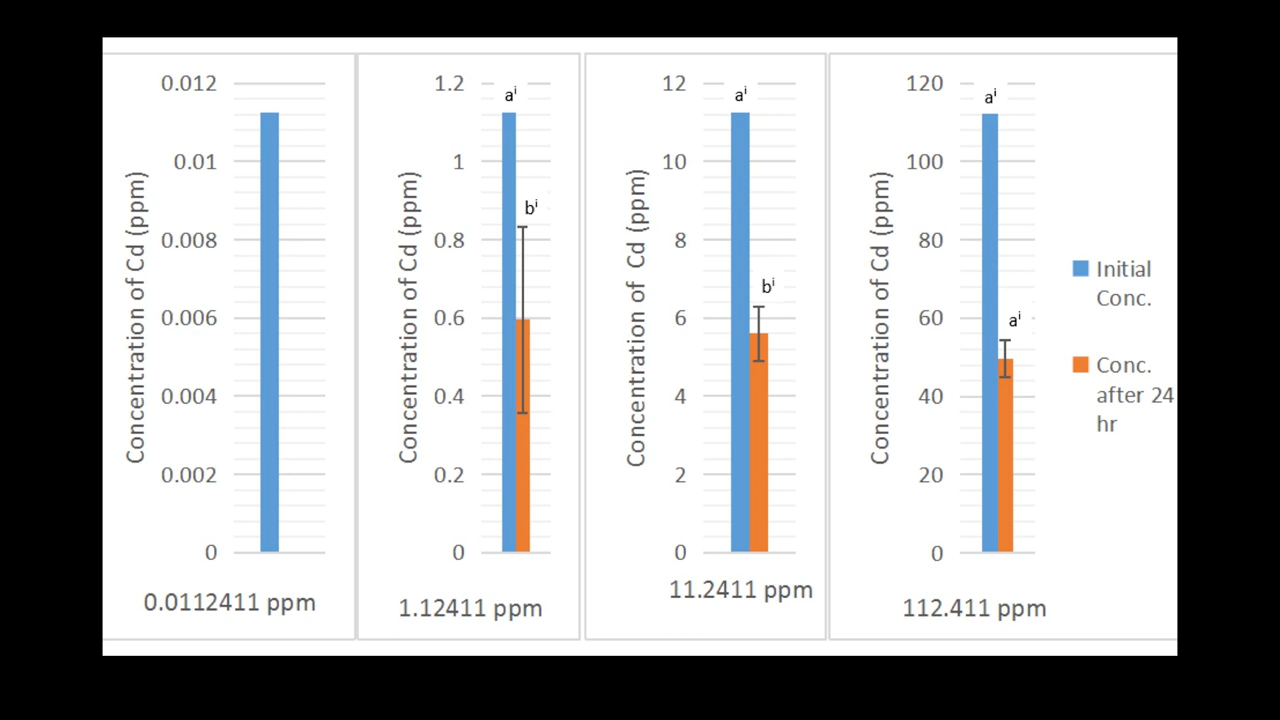 0.012
0.01
0.008
0.006
0.004
0.002
0
Concentration of Cd (ppm)
0.0112411 ppm
1.2
1
0.8
0.6
0.4
0.2
0
Concentration of Cd (ppm)
aⁱ
bⁱ
1.12411 ppm
12
10
8
6
4
2
0
Concentration of Cd (ppm)
aⁱ
bⁱ
11.2411 ppm
120
100
80
60
40
20
0
Concentration of Cd (ppm)
aⁱ
aⁱ
112.411 ppm
Initial
Conc.
Conc.
after 24
hr